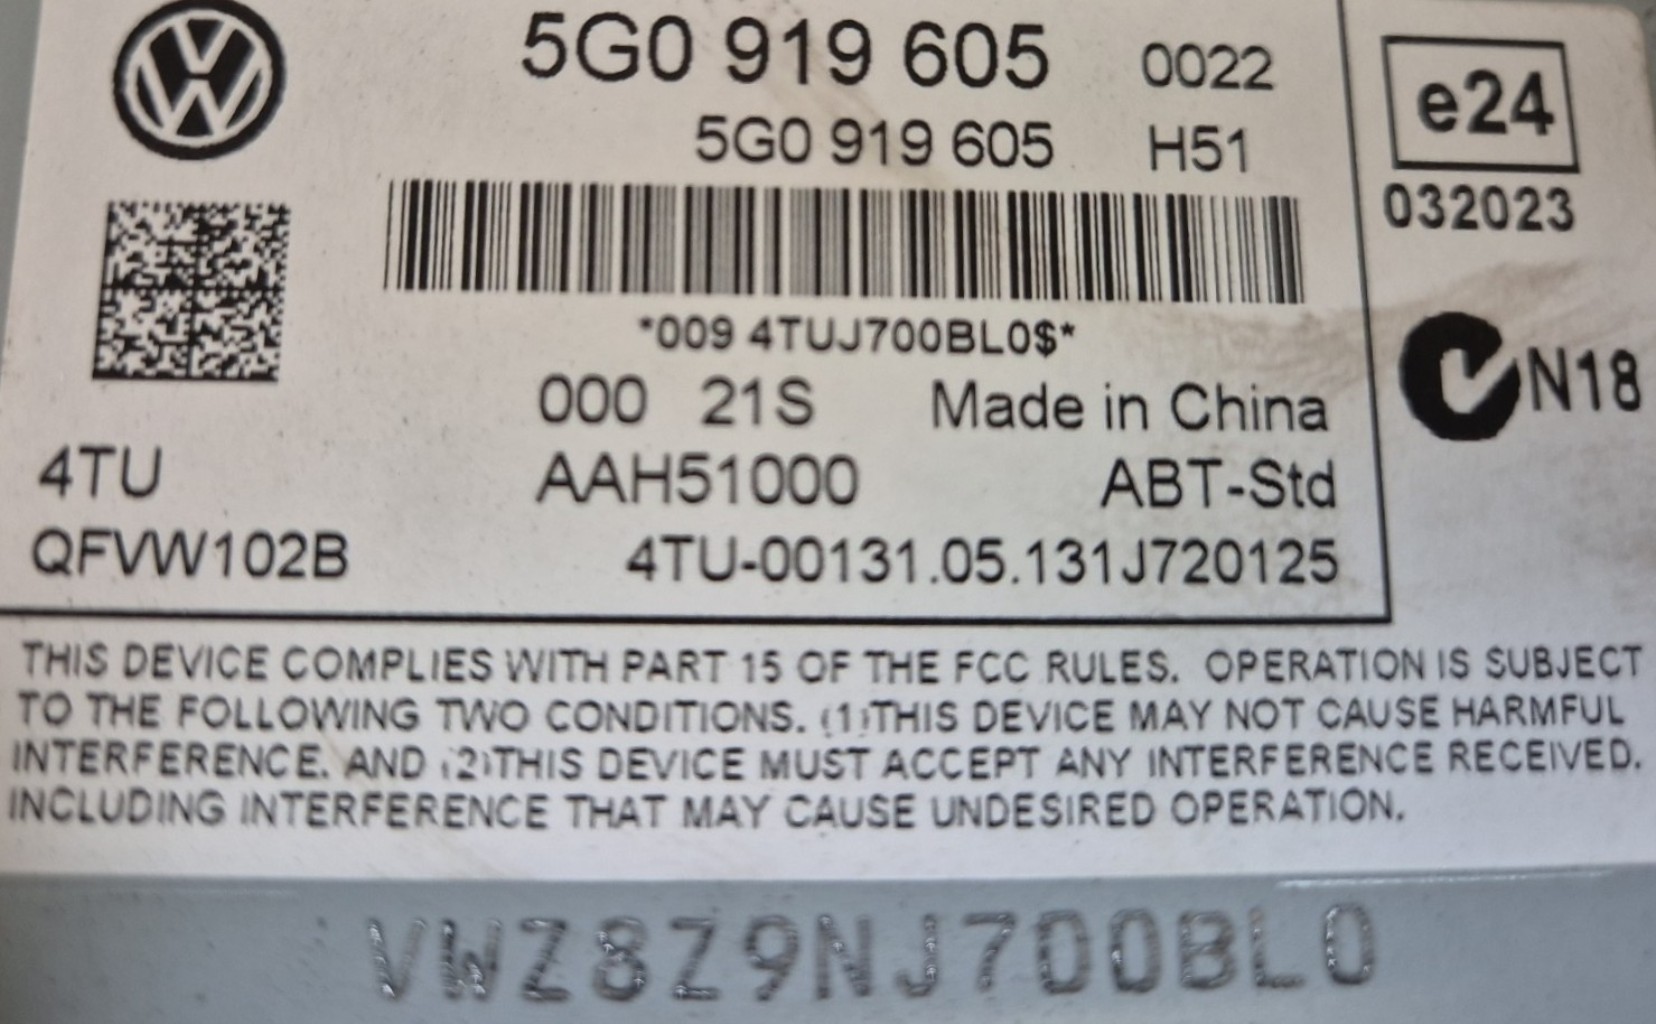 5G0 919 605 0022
5G0 919 605 H51
*009 4TUJ700BL0$*
000 21S Made in China
4TU AAH51000 ABT-Std
QFVW102B 4TU-00131.05.131J720125
e24
032023
N18
THIS DEVICE COMPLIES WITH PART 15 OF THE FCC RULES. OPERATION IS SUBJECT
TO THE FOLLOWING TWO CONDITIONS. (1)THIS DEVICE MAY NOT CAUSE HARMFUL
INTERFERENCE. AND (2)THIS DEVICE MUST ACCEPT ANY INTERFERENCE RECEIVED.
INCLUDING INTERFERENCE THAT MAY CAUSE UNDESIRED OPERATION.
VWZ8Z9NJ700BL0